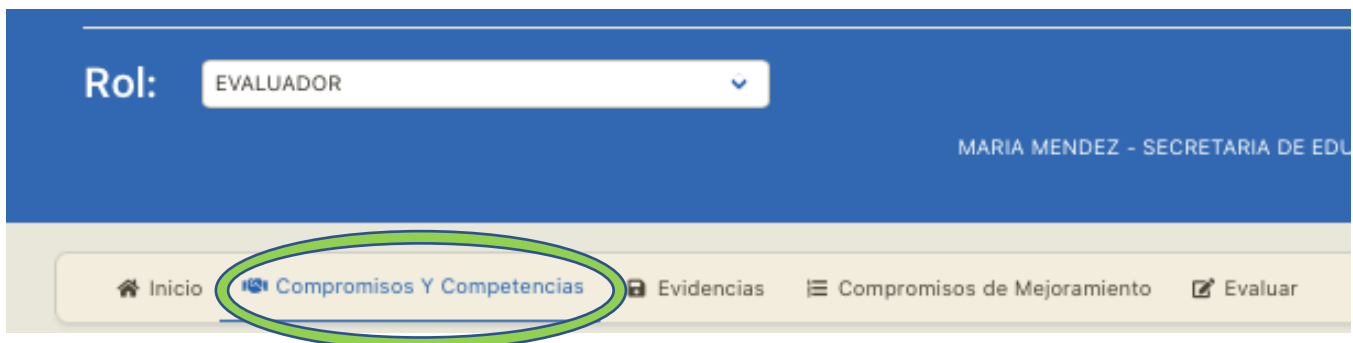 Rol: EVALUADOR
MARIA MENDEZ - SECRETARIA DE EDU
Inicio Compromisos Y Competencias Evidencias Compromisos de Mejoramiento Evaluar